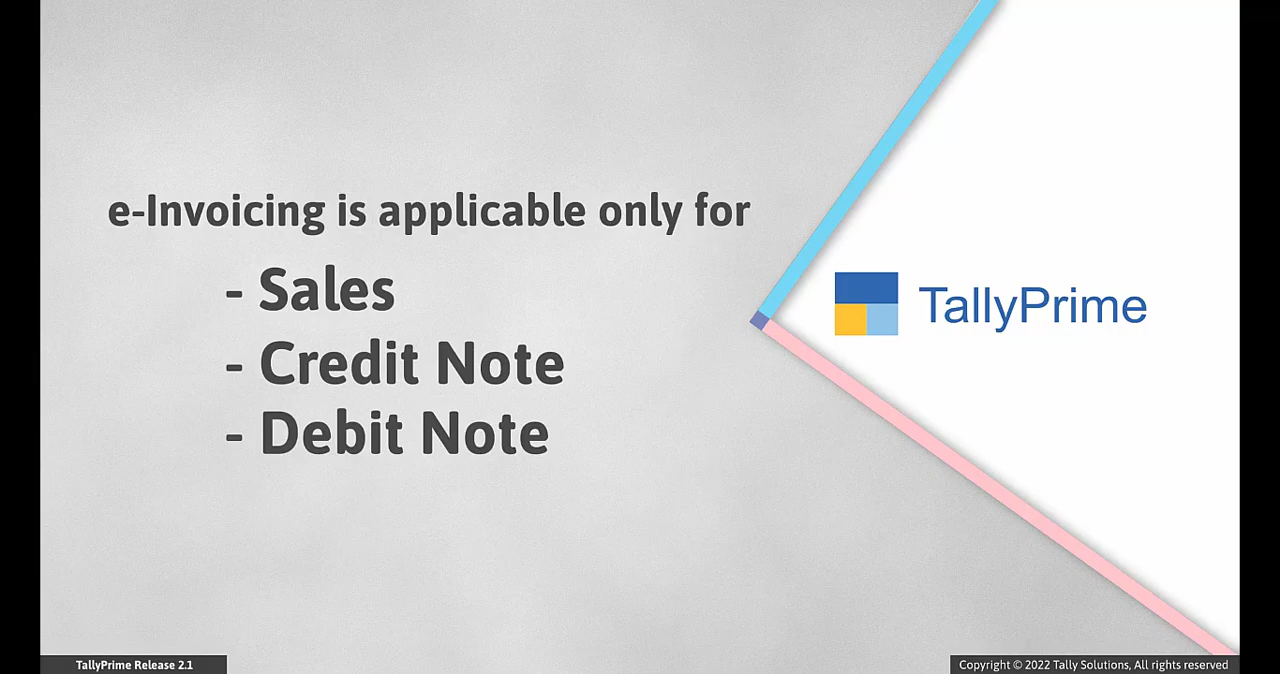 e-Invoicing is applicable only for
- Sales
- Credit Note
- Debit Note
TallyPrime
TallyPrime Release 2.1
Copyright © 2022 Tally Solutions, All rights reserved